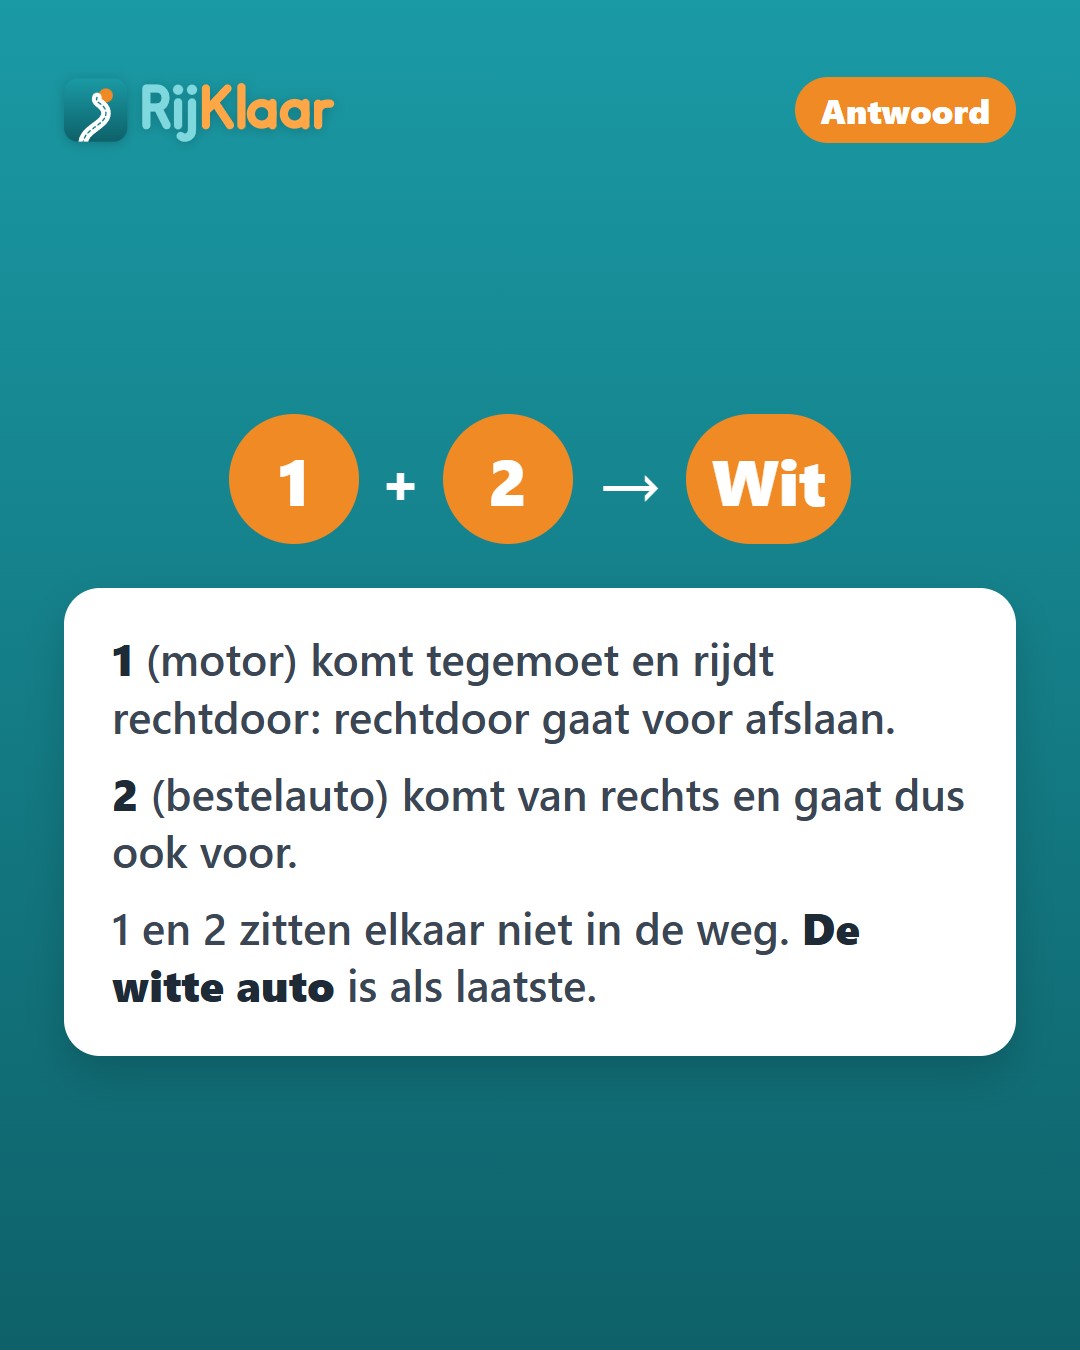 RijKlaar
Antwoord
1 + 2 → Wit
1 (motor) komt tegemoet en rijdt
rechtdoor: rechtdoor gaat voor afslaan.
2 (bestelauto) komt van rechts en gaat dus
ook voor.
1 en 2 zitten elkaar niet in de weg. De
witte auto is als laatste.